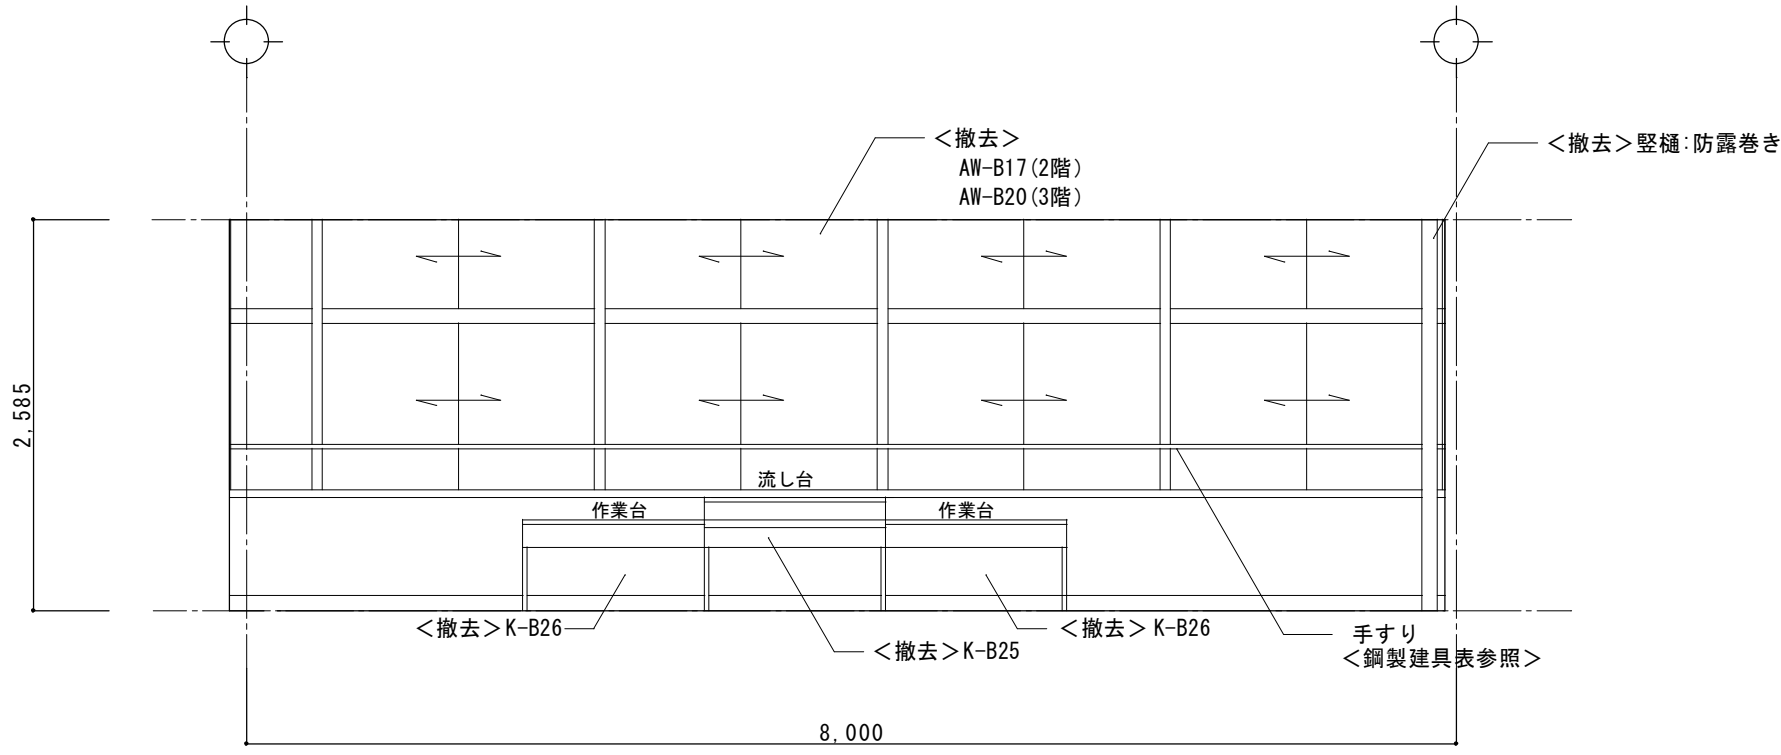 <撤去>
AW-B17(2階)
AW-B20(3階)
<撤去>竪樋:防露巻き
2,585
流し台
作業台
作業台
<撤去>K-B26
<撤去>K-B25
<撤去>K-B26
手すり
<鋼製建具表参照>
8,000